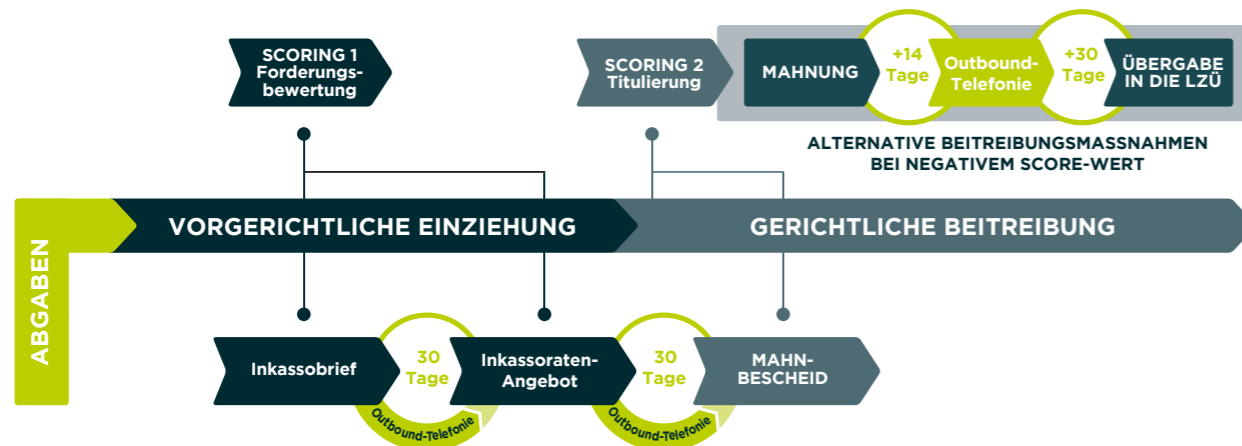 SCORING 1
Forderungs-
bewertung
SCORING 2
Titulierung
MAHNUNG
+14
Tage
Outbound-
Telefonie
+30
Tage
ÜBERGABE
IN DIE LZÜ
ALTERNATIVE BEITREIBUNGSMASSNAHMEN
BEI NEGATIVEM SCORE-WERT
ABGABEN
VORGERICHTLICHE EINZIEHUNG
GERICHTLICHE BEITREIBUNG
Inkassobrief
30
Tage
Outbound-Telefonie
Inkassoraten-
Angebot
30
Tage
Outbound-Telefonie
MAHN-
BESCHEID